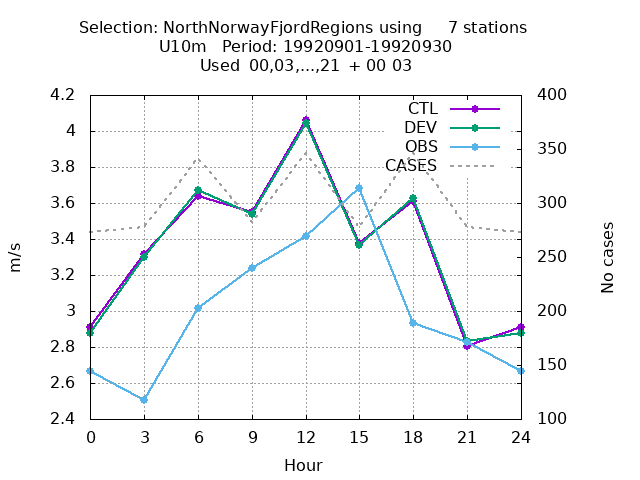 Selection: NorthNorwayFjordRegions using 7 stations
U10m Period: 19920901-19920930
Used 00,03,...,21 + 00 03
4.2
4
3.8
3.6
3.4
3.2
3
2.8
2.6
2.4
m/s
CTL
DEV
OBS
CASES
400
350
300
250
200
150
100
No cases
0 3 6 9 12 15 18 21 24
Hour